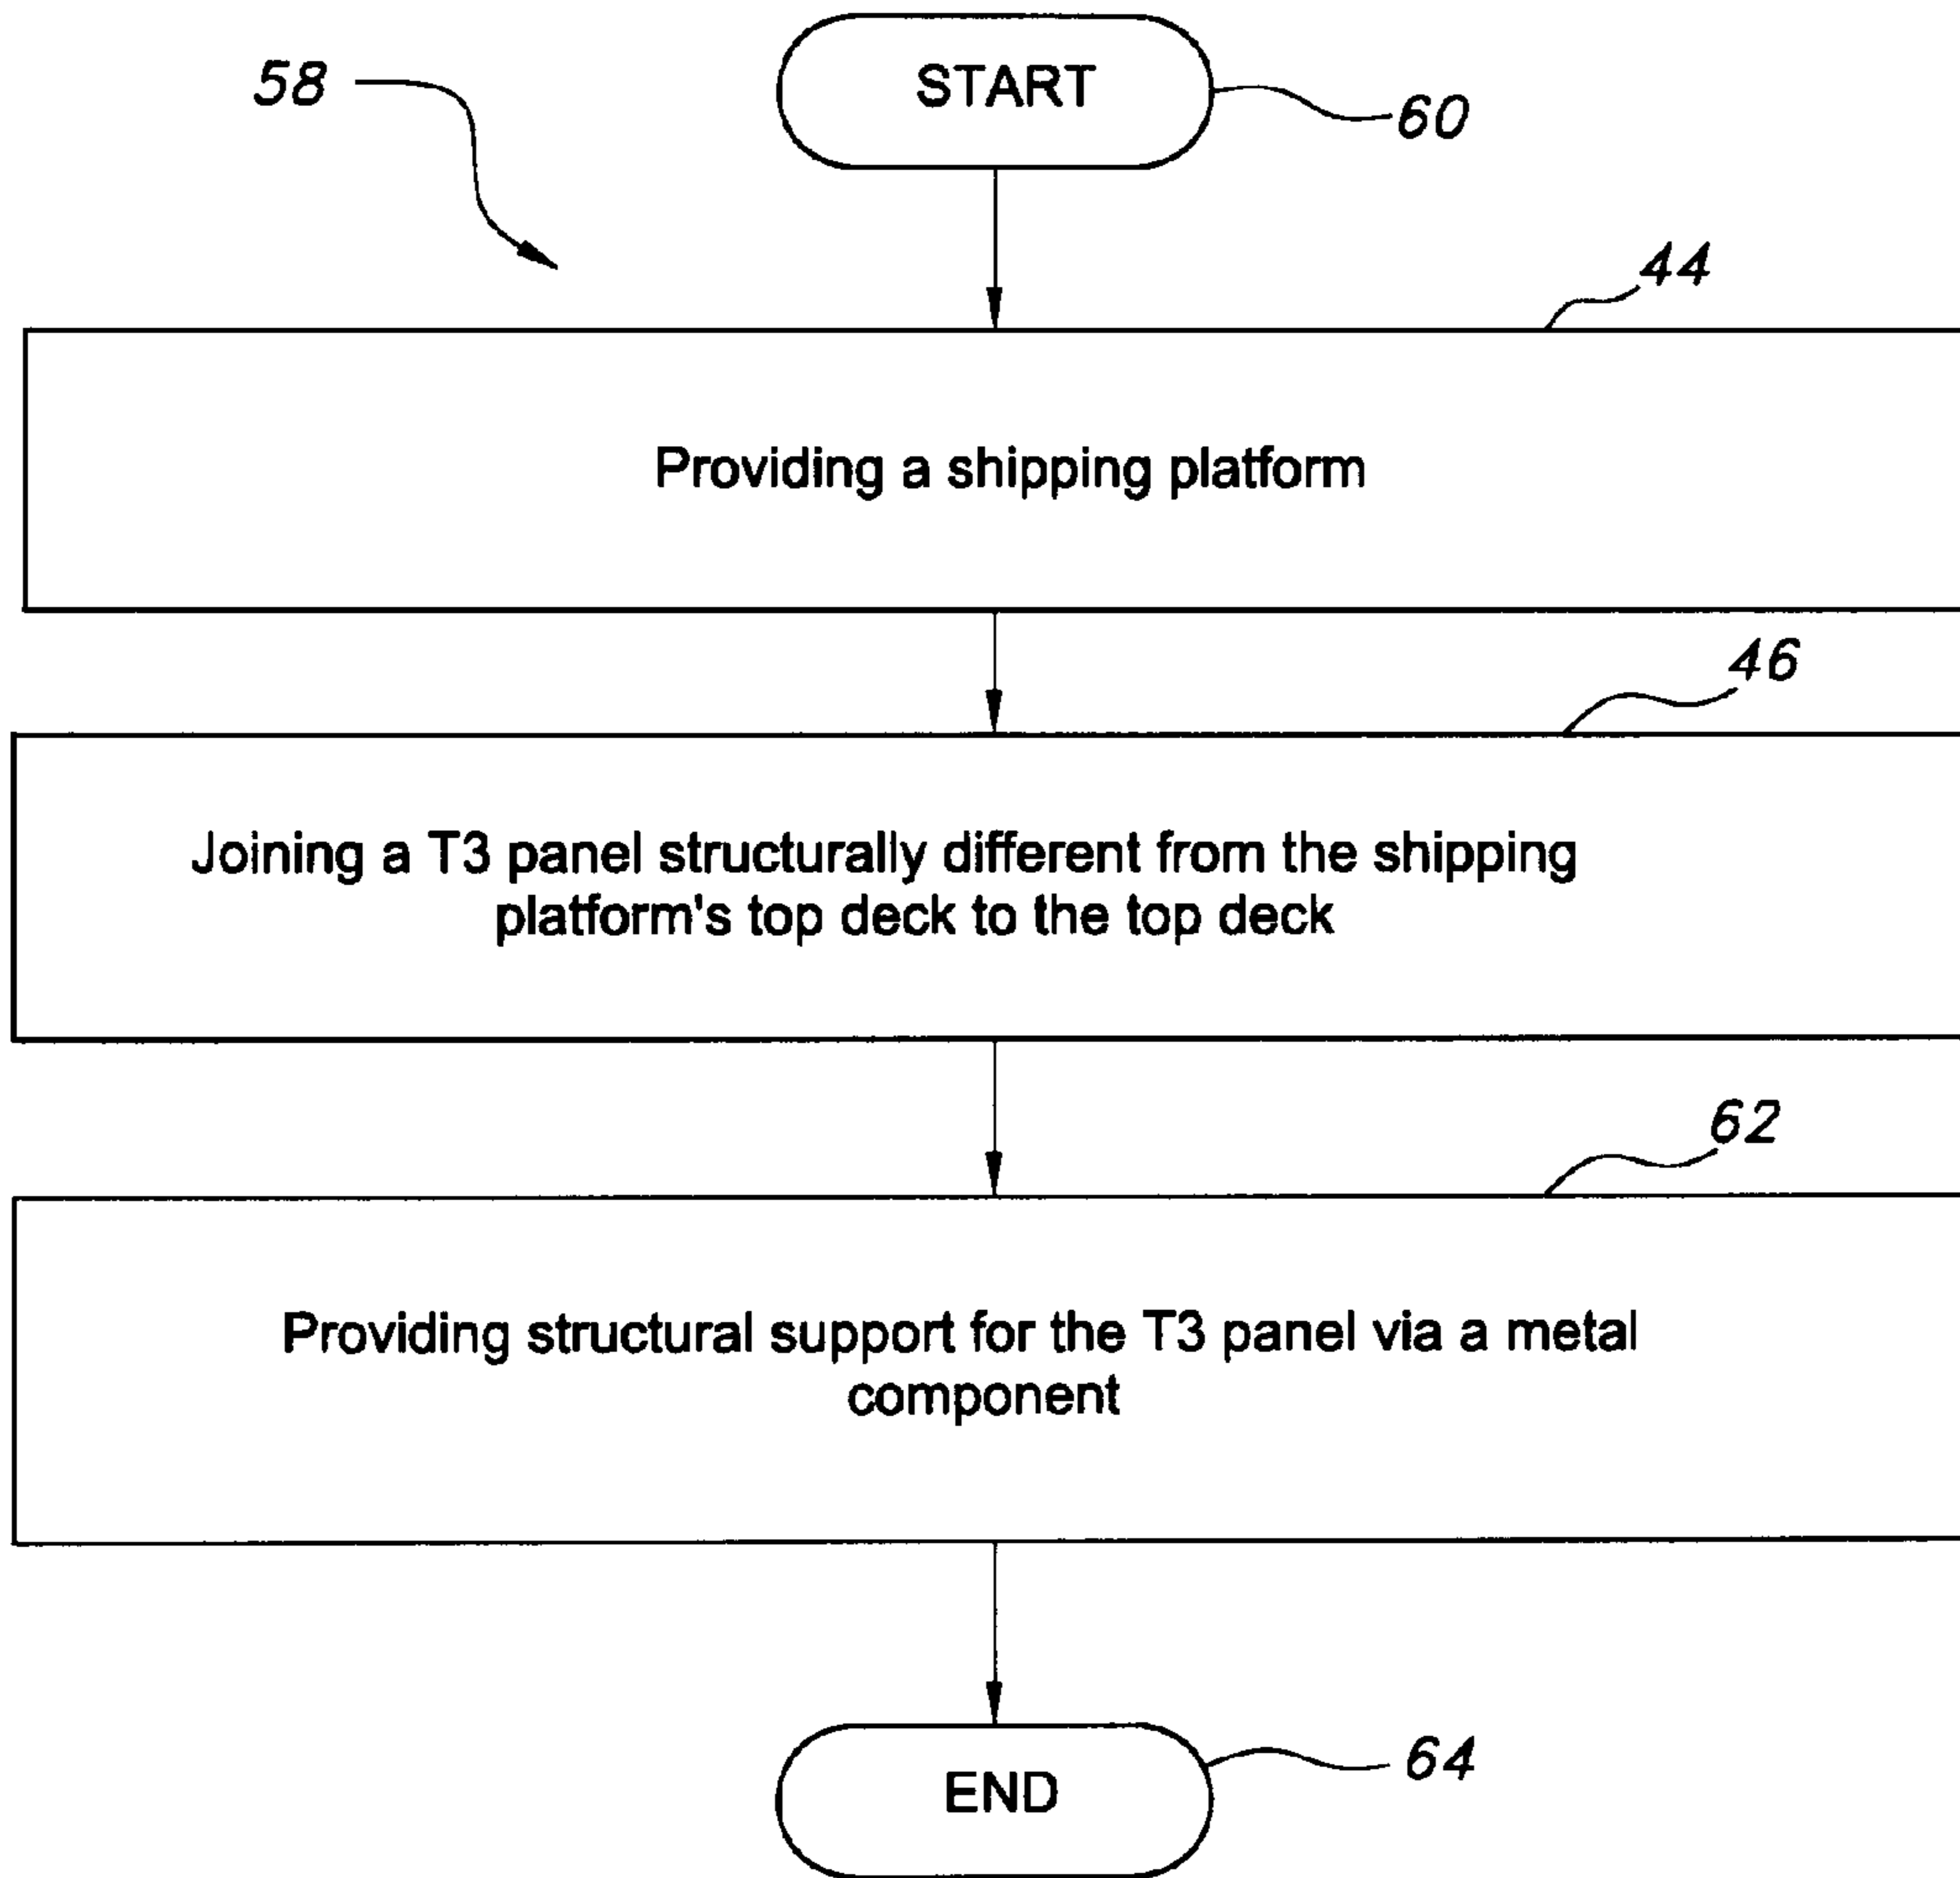 58
START
60
44
Providing a shipping platform
46
Joining a T3 panel structurally different from the shipping
platform's top deck to the top deck
62
Providing structural support for the T3 panel via a metal
component
END
64